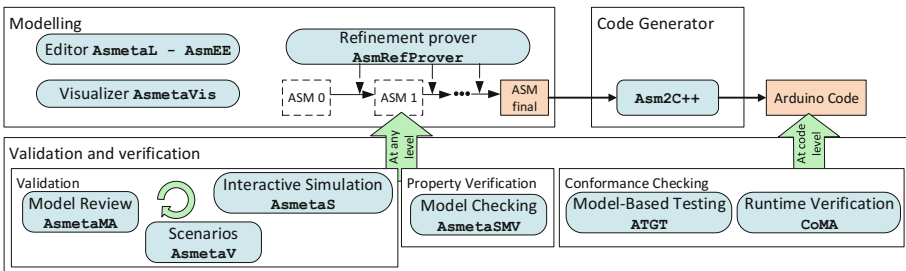 Modelling
Editor AsmetaL - AsmEE
Visualizer AsmetaVis
Refinement prover
AsmRefProver
ASM 0
ASM 1
•••
ASM
final
Code Generator
Asm2C++
Arduino Code
At any
level
At code
level
Validation and verification
Validation
Model Review
AsmetaMA
Scenarios
AsmetaV
Interactive Simulation
AsmetaS
Property Verification
Model Checking
AsmetaSMV
Conformance Checking
Model-Based Testing
ATGT
Runtime Verification
CoMA